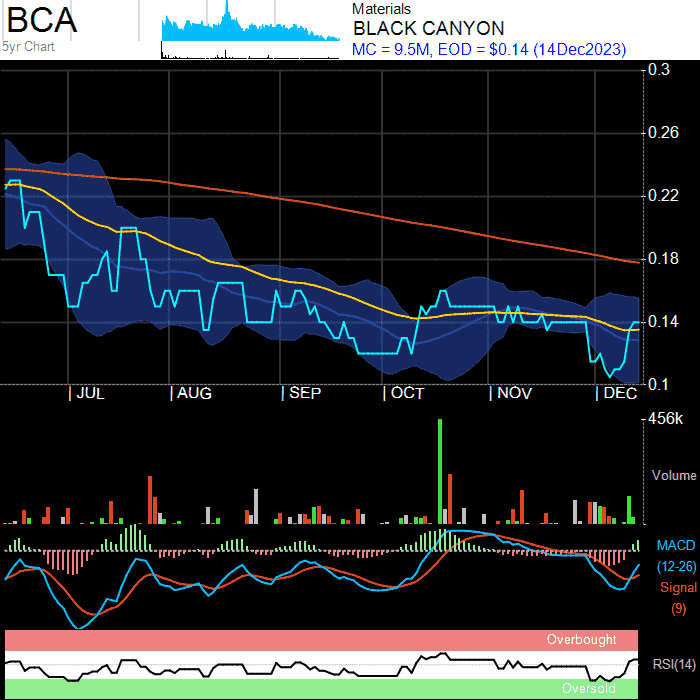 BCA
5yr Chart
Materials
BLACK CANYON
MC = 9.5M, EOD = $0.14 (14Dec2023)
0.3
0.26
0.22
0.18
0.14
0.1
JUL AUG SEP OCT NOV DEC
456k
Volume
MACD
(12-26)
Signal
(9)
Overbought
RSI(14)
Oversold